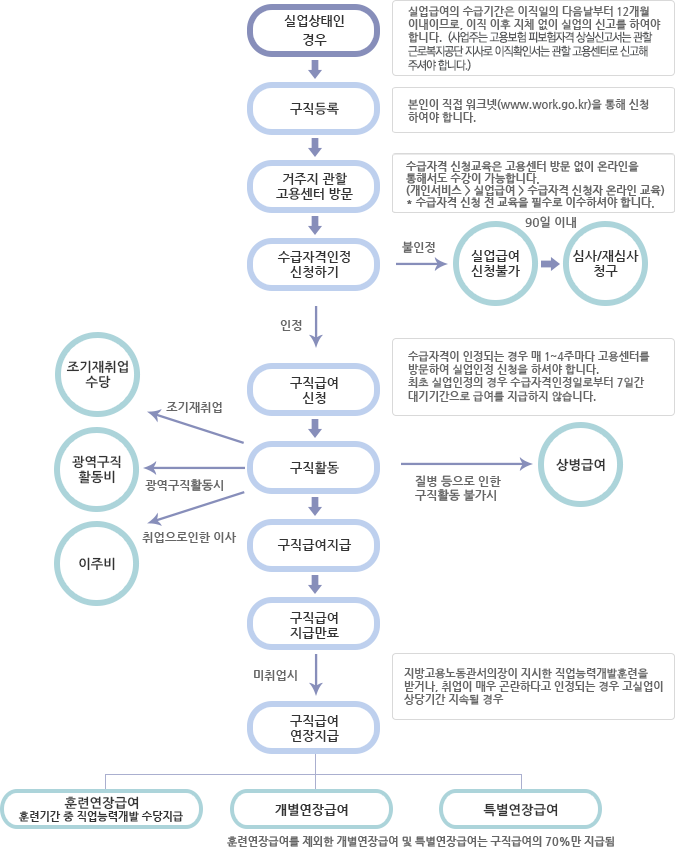 실업상태인
경우
실업급여의 수급기간은 이직일의 다음날부터 12개월
이내이므로, 이직 이후 지체 없이 실업의 신고를 하여야
합니다. (사업주는 고용보험 피보험자격 상실신고서는 관할
근로복지공단 지사로 이직확인서는 관할 고용센터로 신고해
주셔야 합니다.)
구직등록
본인이 직접 워크넷(www.work.go.kr)을 통해 신청
하여야 합니다.
거주지 관할
고용센터 방문
수급자격 신청교육은 고용센터 방문 없이 온라인을
통해서도 수강이 가능합니다.
(개인서비스 > 실업급여 > 수급자격 신청자 온라인 교육)
* 수급자격 신청 전 교육을 필수로 이수하셔야 합니다.
수급자격인정
신청하기
불인정
실업급여
신청불가
90일 이내
심사/재심사
청구
인정
구직급여
신청
수급자격이 인정되는 경우 매 1~4주마다 고용센터를
방문하여 실업인정 신청을 하셔야 합니다.
최초 실업인정의 경우 수급자격인정일로부터 7일간
대기기간으로 급여를 지급하지 않습니다.
조기재취업
수당
조기재취업
구직활동
광역구직
활동비
광역구직활동시
질병 등으로 인한
구직활동 불가시
상병급여
취업으로인한 이사
이주비
구직급여지급
구직급여
지급만료
미취업시
구직급여
연장지급
지방고용노동관서의장이 지시한 직업능력개발훈련을
받거나, 취업이 매우 곤란하다고 인정되는 경우 고실업이
상당기간 지속될 경우
훈련연장급여
훈련기간 중 직업능력개발 수당지급
개별연장급여
특별연장급여
훈련연장급여를 제외한 개별연장급여 및 특별연장급여는 구직급여의 70%만 지급됨